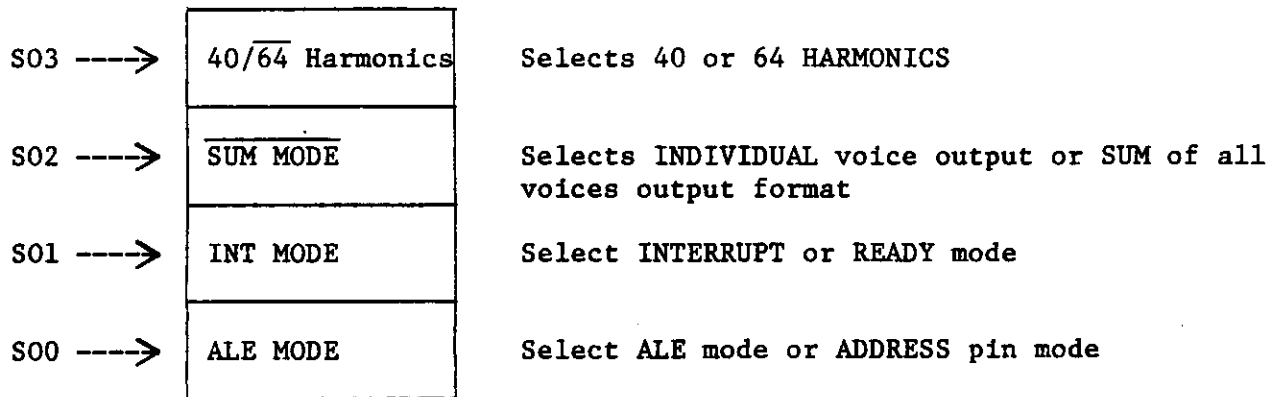 S03 ----> 40/64 Harmonics Selects 40 or 64 HARMONICS
S02 ----> SUM MODE Selects INDIVIDUAL voice output or SUM of all
voices output format
S01 ----> INT MODE Select INTERRUPT or READY mode
S00 ----> ALE MODE Select ALE mode or ADDRESS pin mode